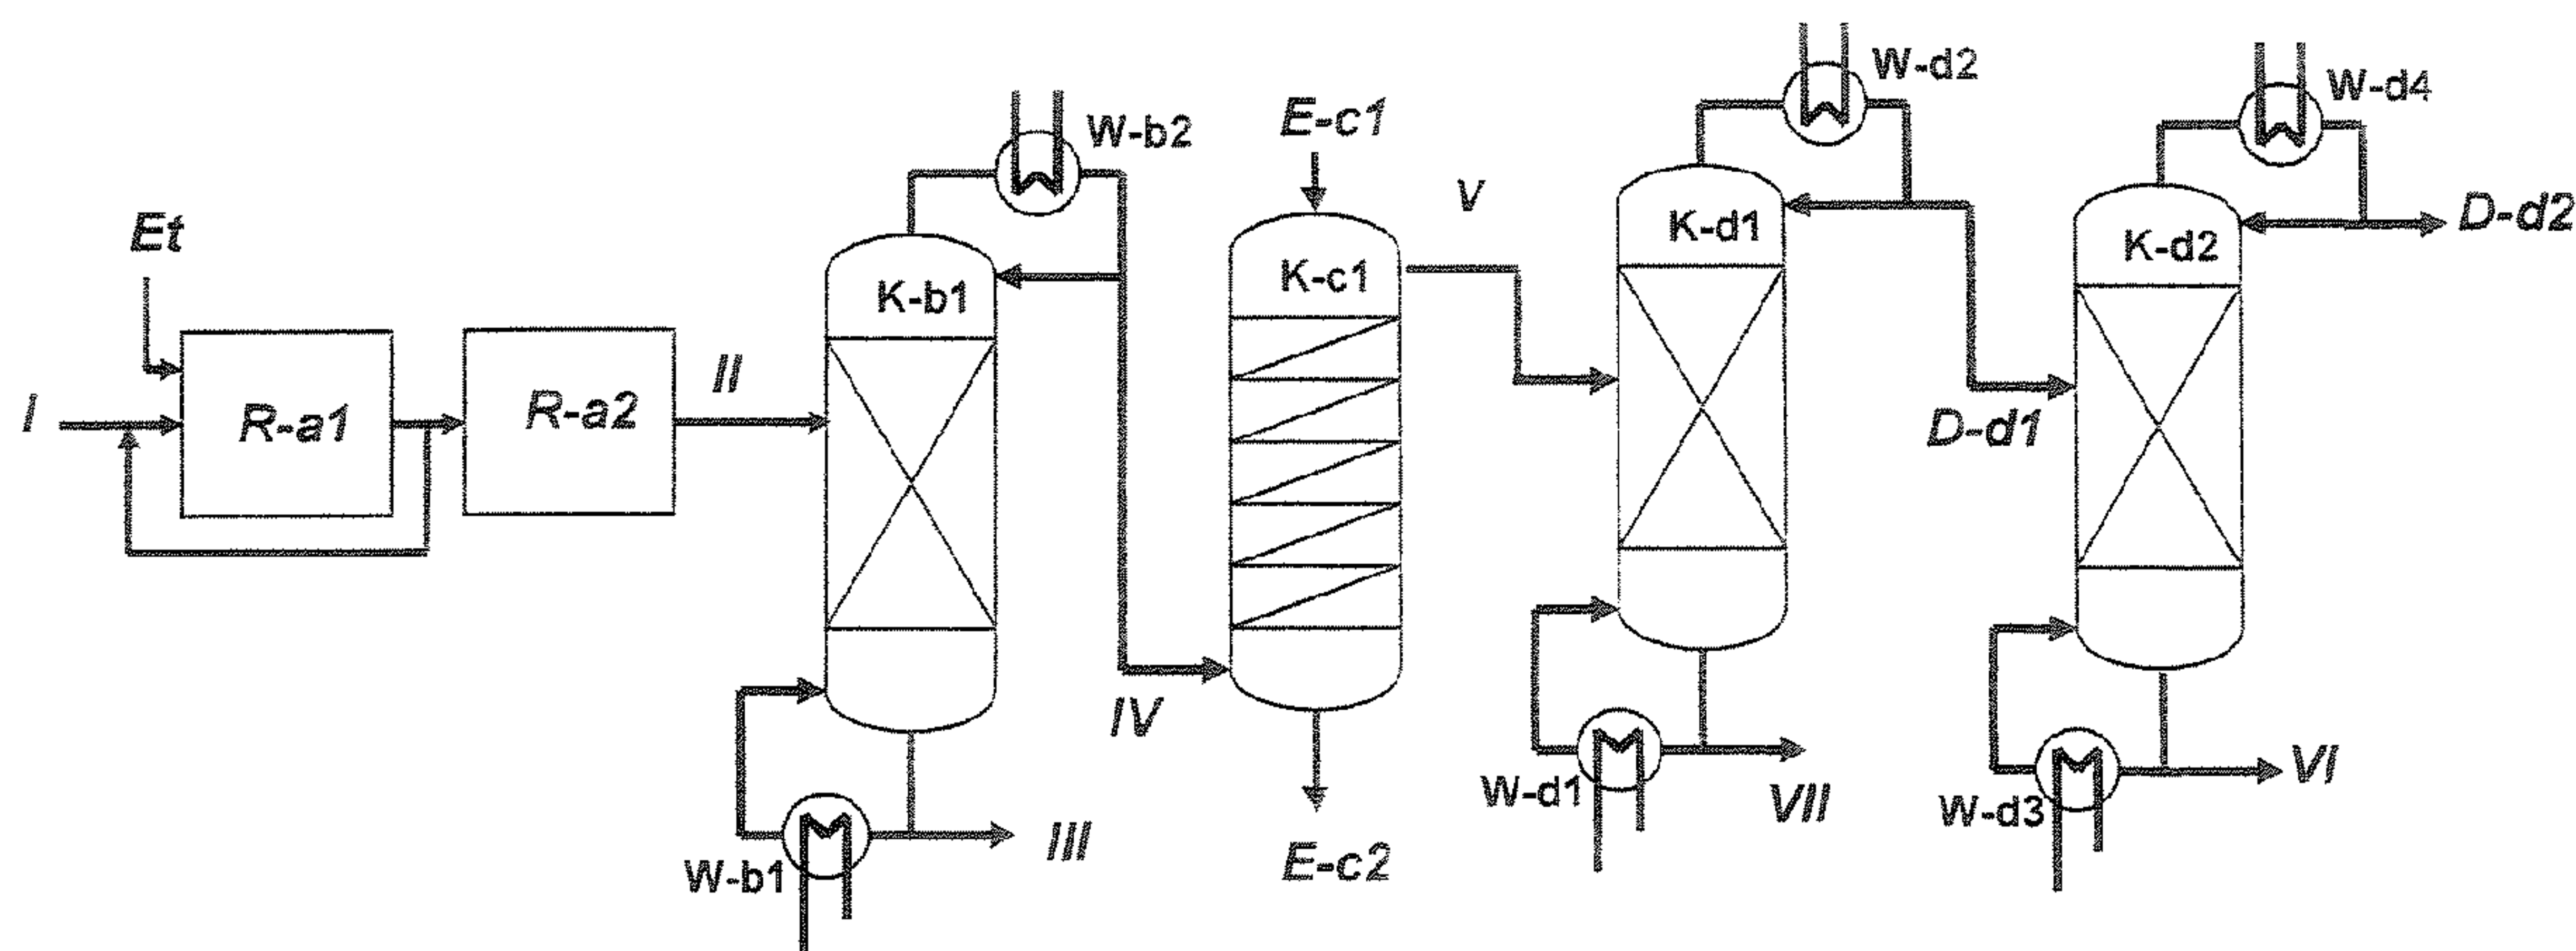 I
Et
R-a1
R-a2
II
K-b1
W-b2
W-b1
III
IV
E-c1
K-c1
E-c2
V
K-d1
W-d2
W-d1
VII
D-d1
K-d2
W-d4
D-d2
W-d3
VI